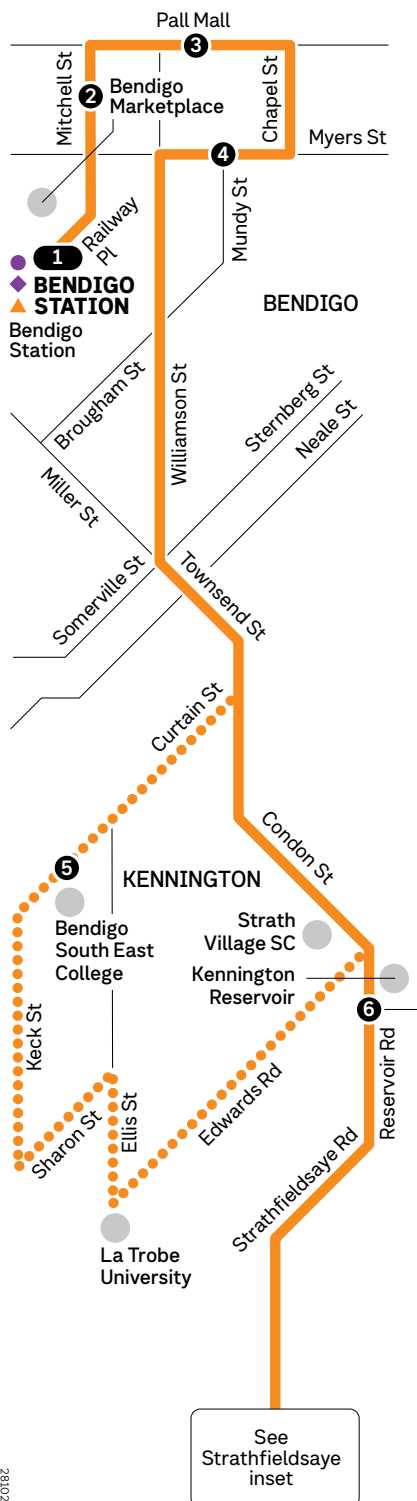 Pall Mall
3
Mitchell St
2
Bendigo
Marketplace
Chapel St
4
Myers St
Mundy St
Railway
Pl
1
BENDIGO
STATION
Bendigo
Station
BENDIGO
Brougham St
Williamson St
Sternberg St
Neale St
Miller St
Somerville St
Townsend St
Curtain St
5
KENNINGTON
Condon St
Bendigo
South East
College
Strath
Village SC
Kennington
Reservoir
6
Keck St
Reservoir Rd
Sharon St
Ellis St
Edwards Rd
Strathfieldsaye Rd
La Trobe
University
See
Strathfieldsaye
inset
28102